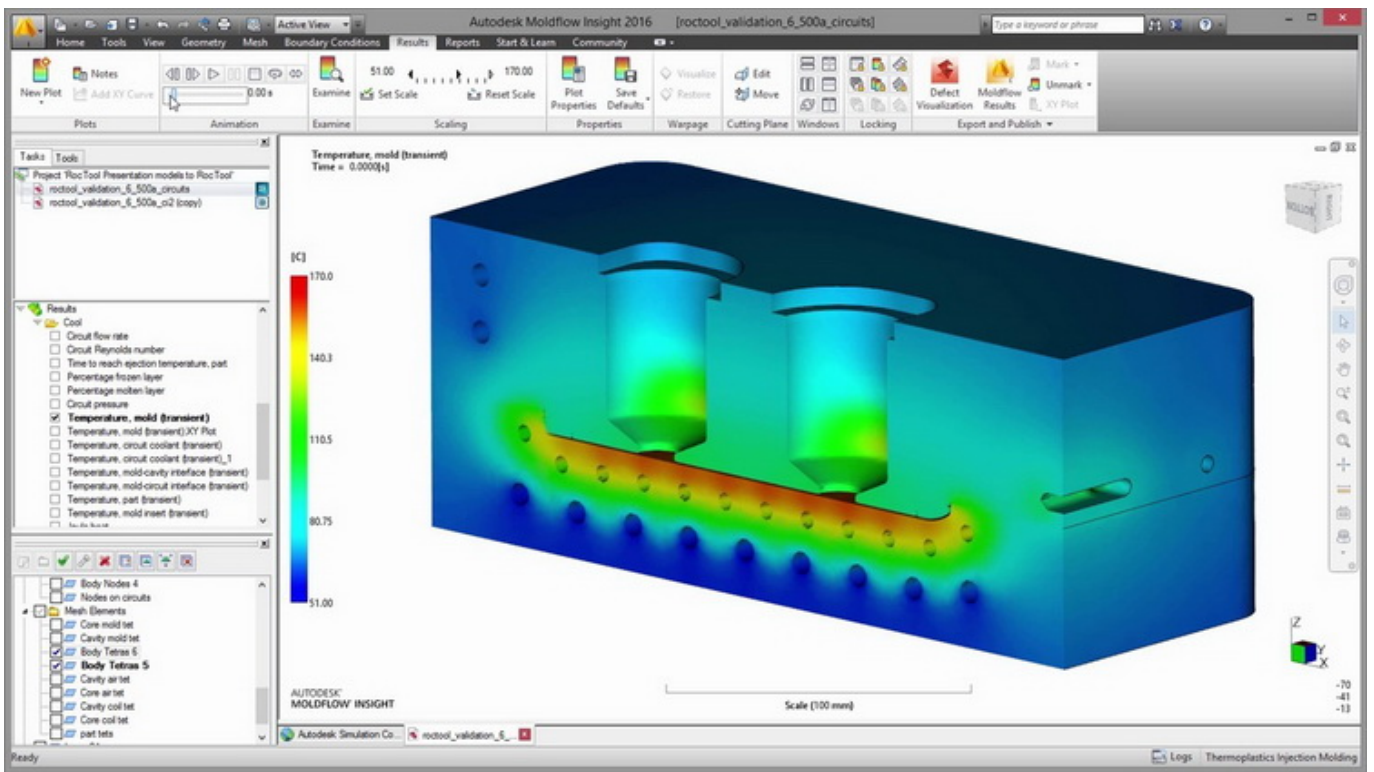 Active View
Autodesk Moldflow Insight 2016 [roctool_validation_6_500a_circuits]
Type a keyword or phrase
Home Tools View Geometry Mesh Boundary Conditions Results Reports Start & Learn Community
New Plot
Notes
Add XY Curve
0.00 s
Examine
51.00 170.00
Set Scale Reset Scale
Plot Properties
Save Defaults
Visualize
Restore
Edit
Move
Defect Visualization
Moldflow Results
Mark
Unmark
XY Plot
Plots Animation Examine Scaling Properties Warpage Cutting Plane Windows Locking Export and Publish
Tasks Tools
Project 'RocTool Presentation models to RocTool'
roctool_validation_6_500a_circuits
roctool_validation_6_500a_ci2 (copy)
Results
Cool
Circuit flow rate
Circuit Reynolds number
Time to reach ejection temperature, part
Percentage frozen layer
Percentage molten layer
Circuit pressure
Temperature, mold (transient)
Temperature, mold (transient):XY Plot
Temperature, circuit coolant (transient)
Temperature, circuit coolant (transient)_1
Temperature, mold-cavity interface (transient)
Temperature, mold-circuit interface (transient)
Temperature, part (transient)
Temperature, mold insert (transient)
Body Nodes 4
Nodes on circuits
Mesh Elements
Core mold tet
Cavity mold tet
Body Tetras 6
Body Tetras 5
Cavity air tet
Core air tet
Cavity coil tet
Core coil tet
part tets
Temperature, mold (transient)
Time = 0.0000[s]
[C]
170.0
140.3
110.5
80.75
51.00
BOTTOM
AUTODESK'
MOLDFLOW' INSIGHT
Scale (100 mm)
Z
Y
X
-70
-41
-13
Autodesk Simulation Co...
roctool_validation_6_...
Ready
Logs Thermoplastics Injection Molding